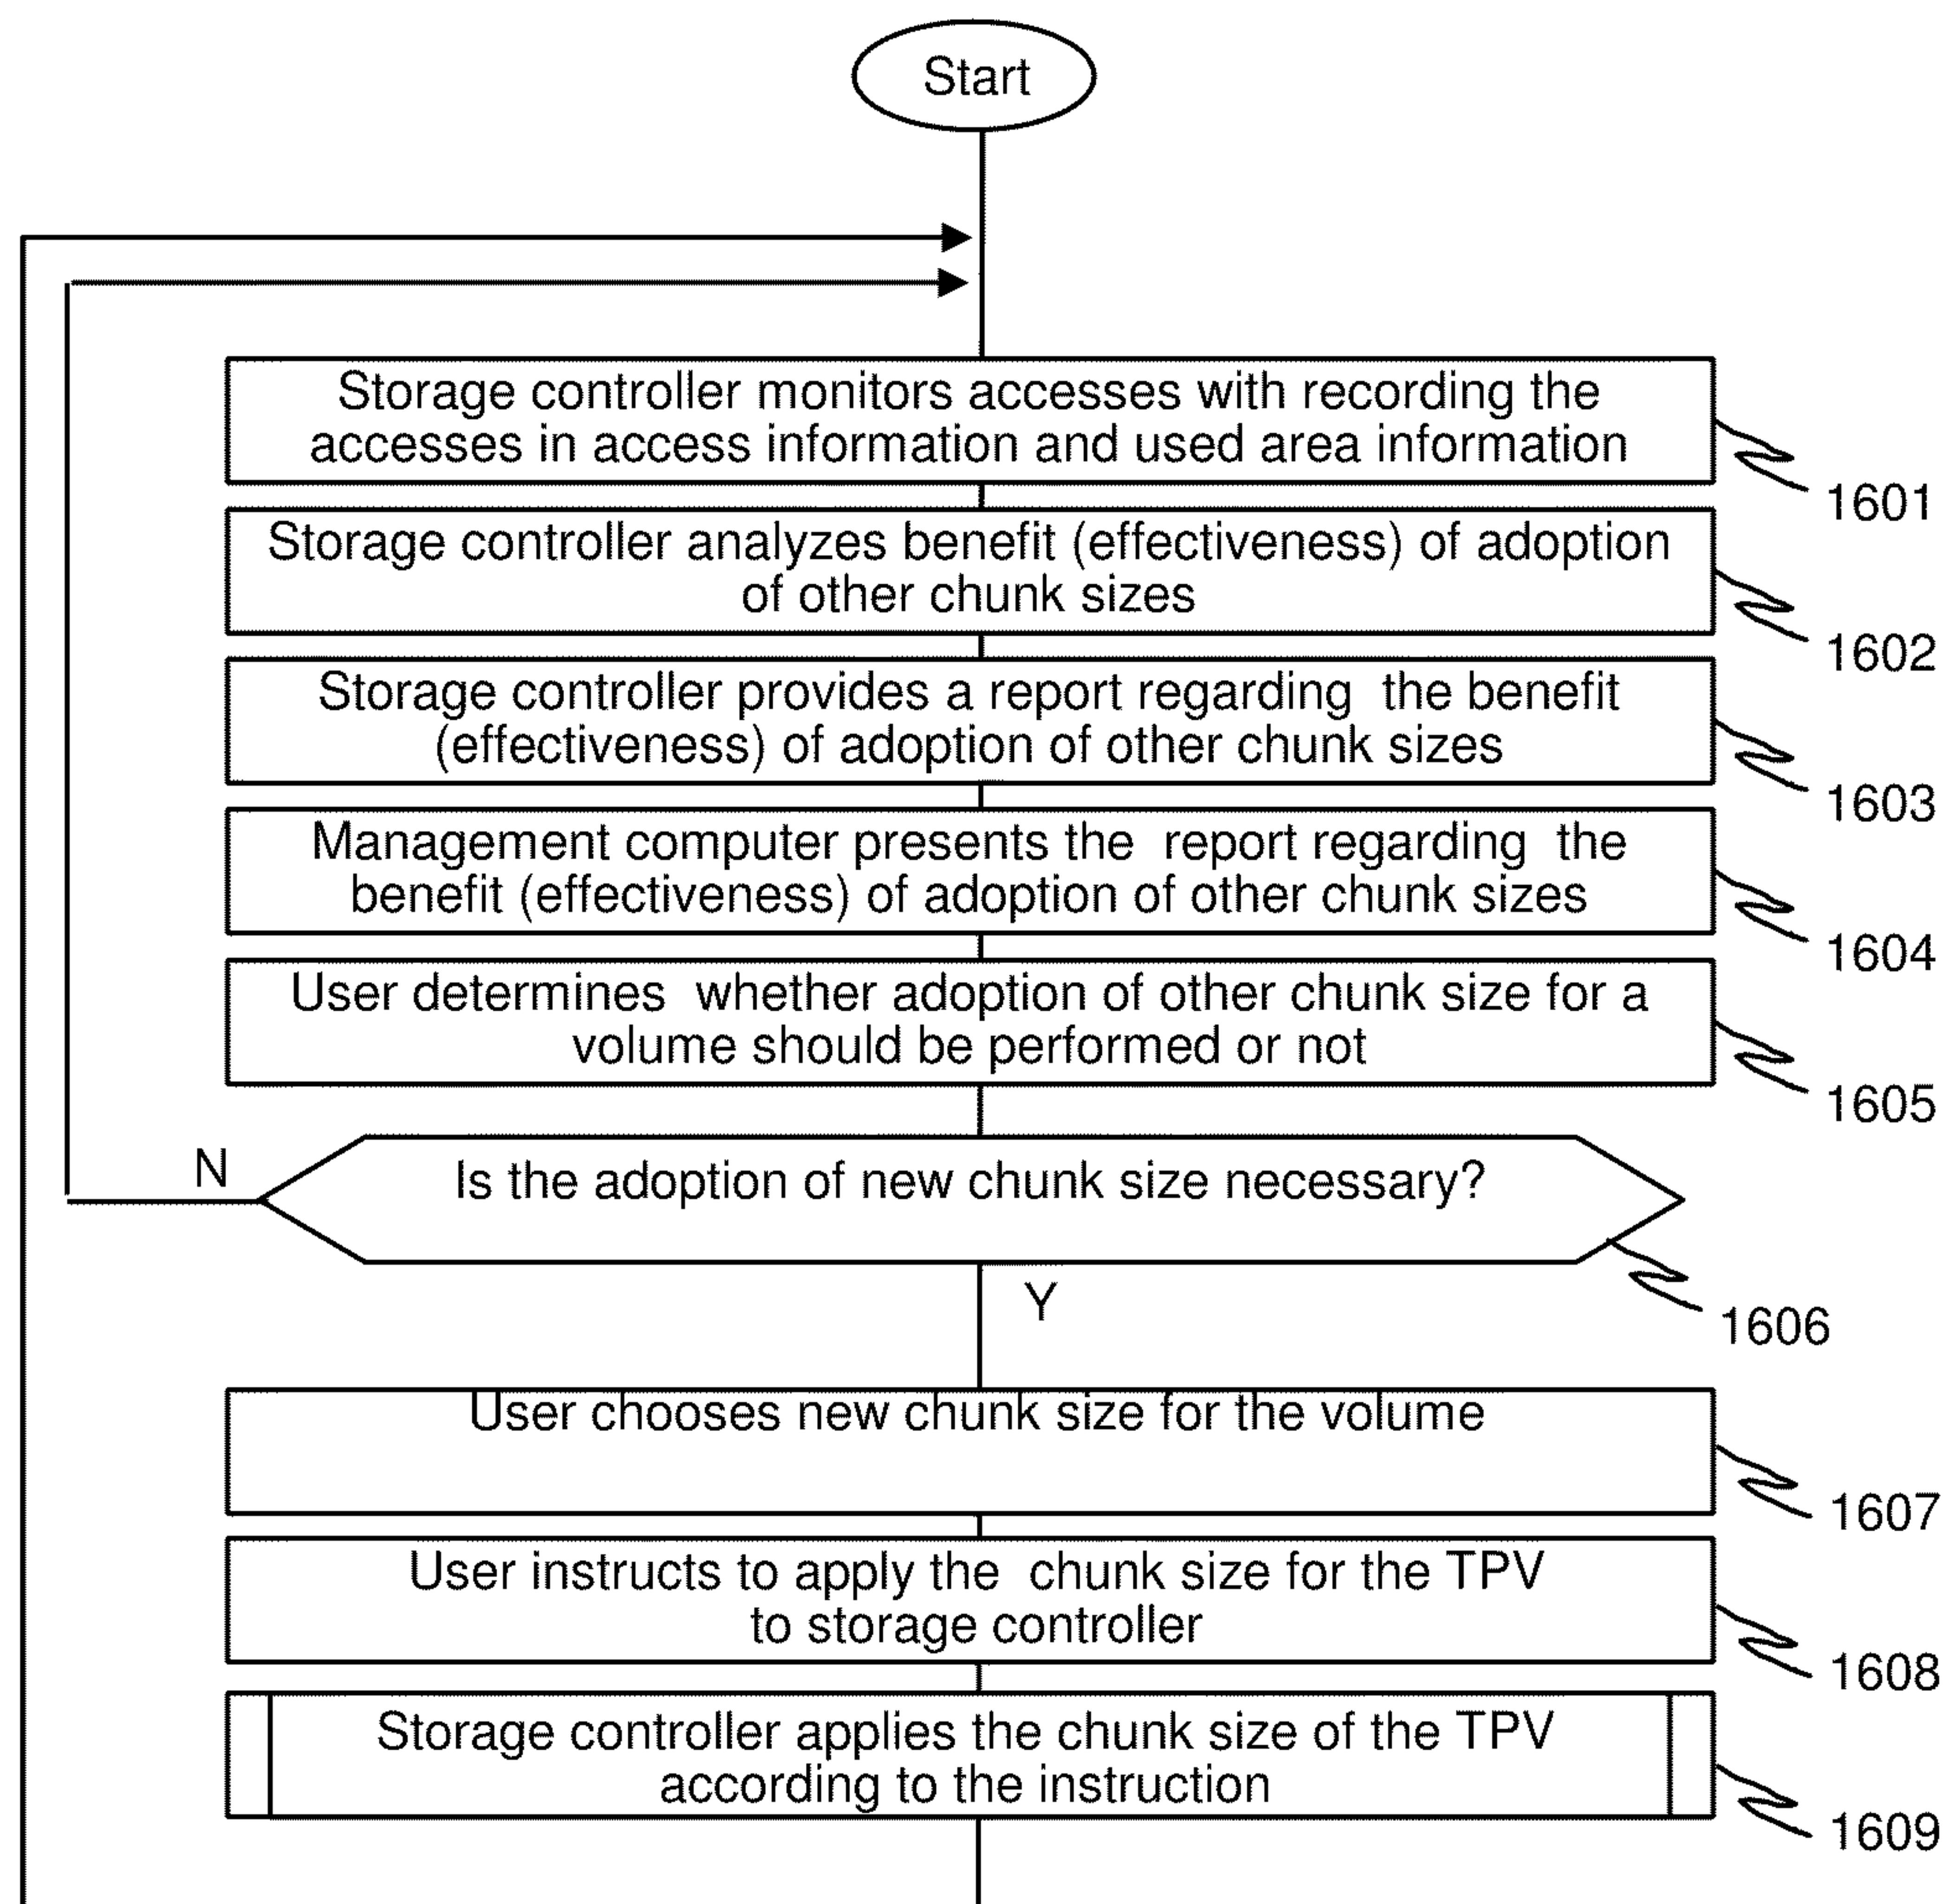 Start
Storage controller monitors accesses with recording the
accesses in access information and used area information
1601
Storage controller analyzes benefit (effectiveness) of adoption
of other chunk sizes
1602
Storage controller provides a report regarding the benefit
(effectiveness) of adoption of other chunk sizes
1603
Management computer presents the report regarding the
benefit (effectiveness) of adoption of other chunk sizes
1604
User determines whether adoption of other chunk size for a
volume should be performed or not
1605
N
Is the adoption of new chunk size necessary?
Y
1606
User chooses new chunk size for the volume
1607
User instructs to apply the chunk size for the TPV
to storage controller
1608
Storage controller applies the chunk size of the TPV
according to the instruction
1609